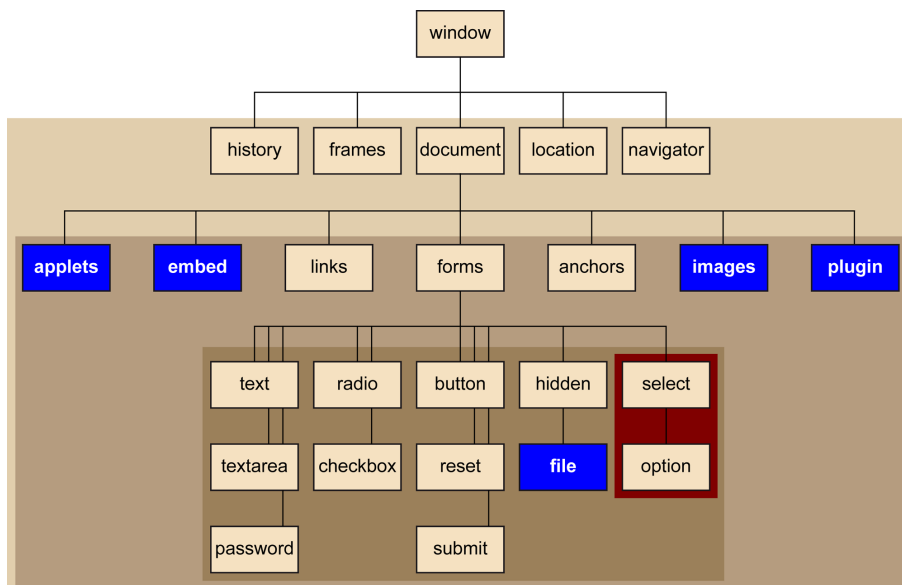 window
history
frames
document
location
navigator
applets
embed
links
forms
anchors
images
plugin
text
radio
button
hidden
select
textarea
checkbox
reset
file
option
password
submit